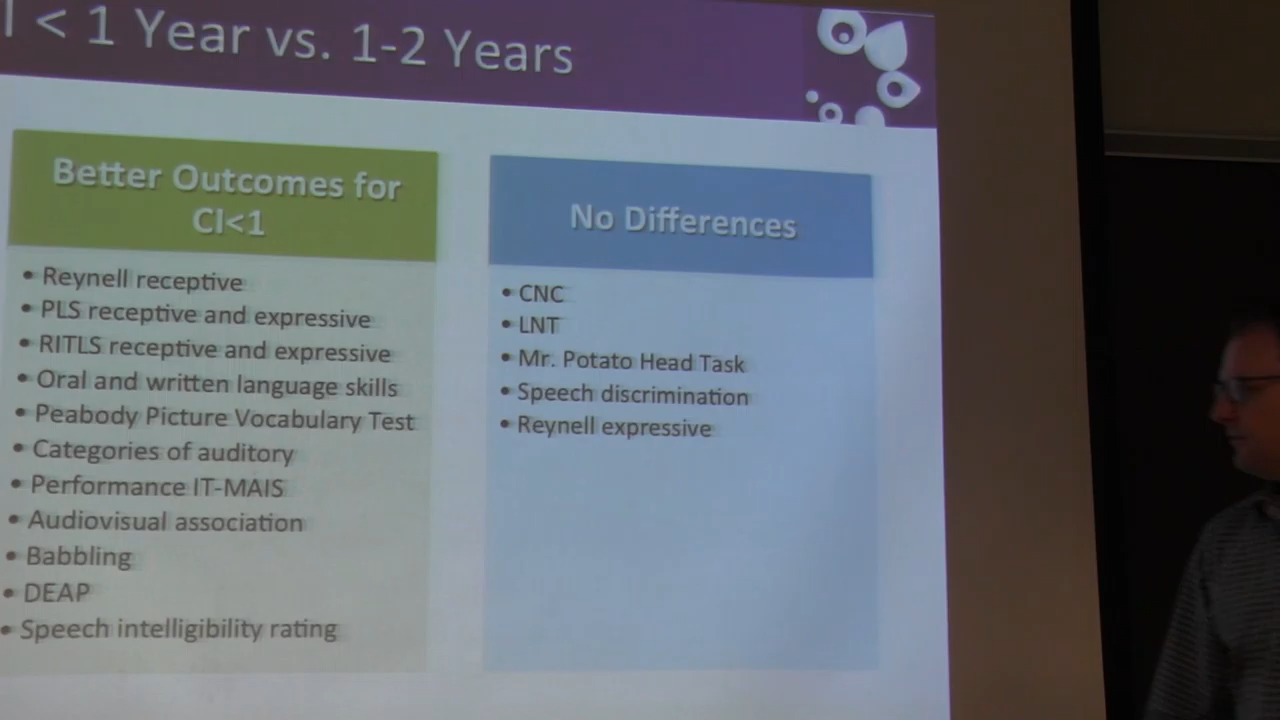 I < 1 Year vs. 1-2 Years
Better Outcomes for
CI<1
• Reynell receptive
• PLS receptive and expressive
• RITLS receptive and expressive
• Oral and written language skills
• Peabody Picture Vocabulary Test
• Categories of auditory
• Performance IT-MAIS
• Audiovisual association
• Babbling
• DEAP
• Speech intelligibility rating
No Differences
• CNC
• LNT
• Mr. Potato Head Task
• Speech discrimination
• Reynell expressive